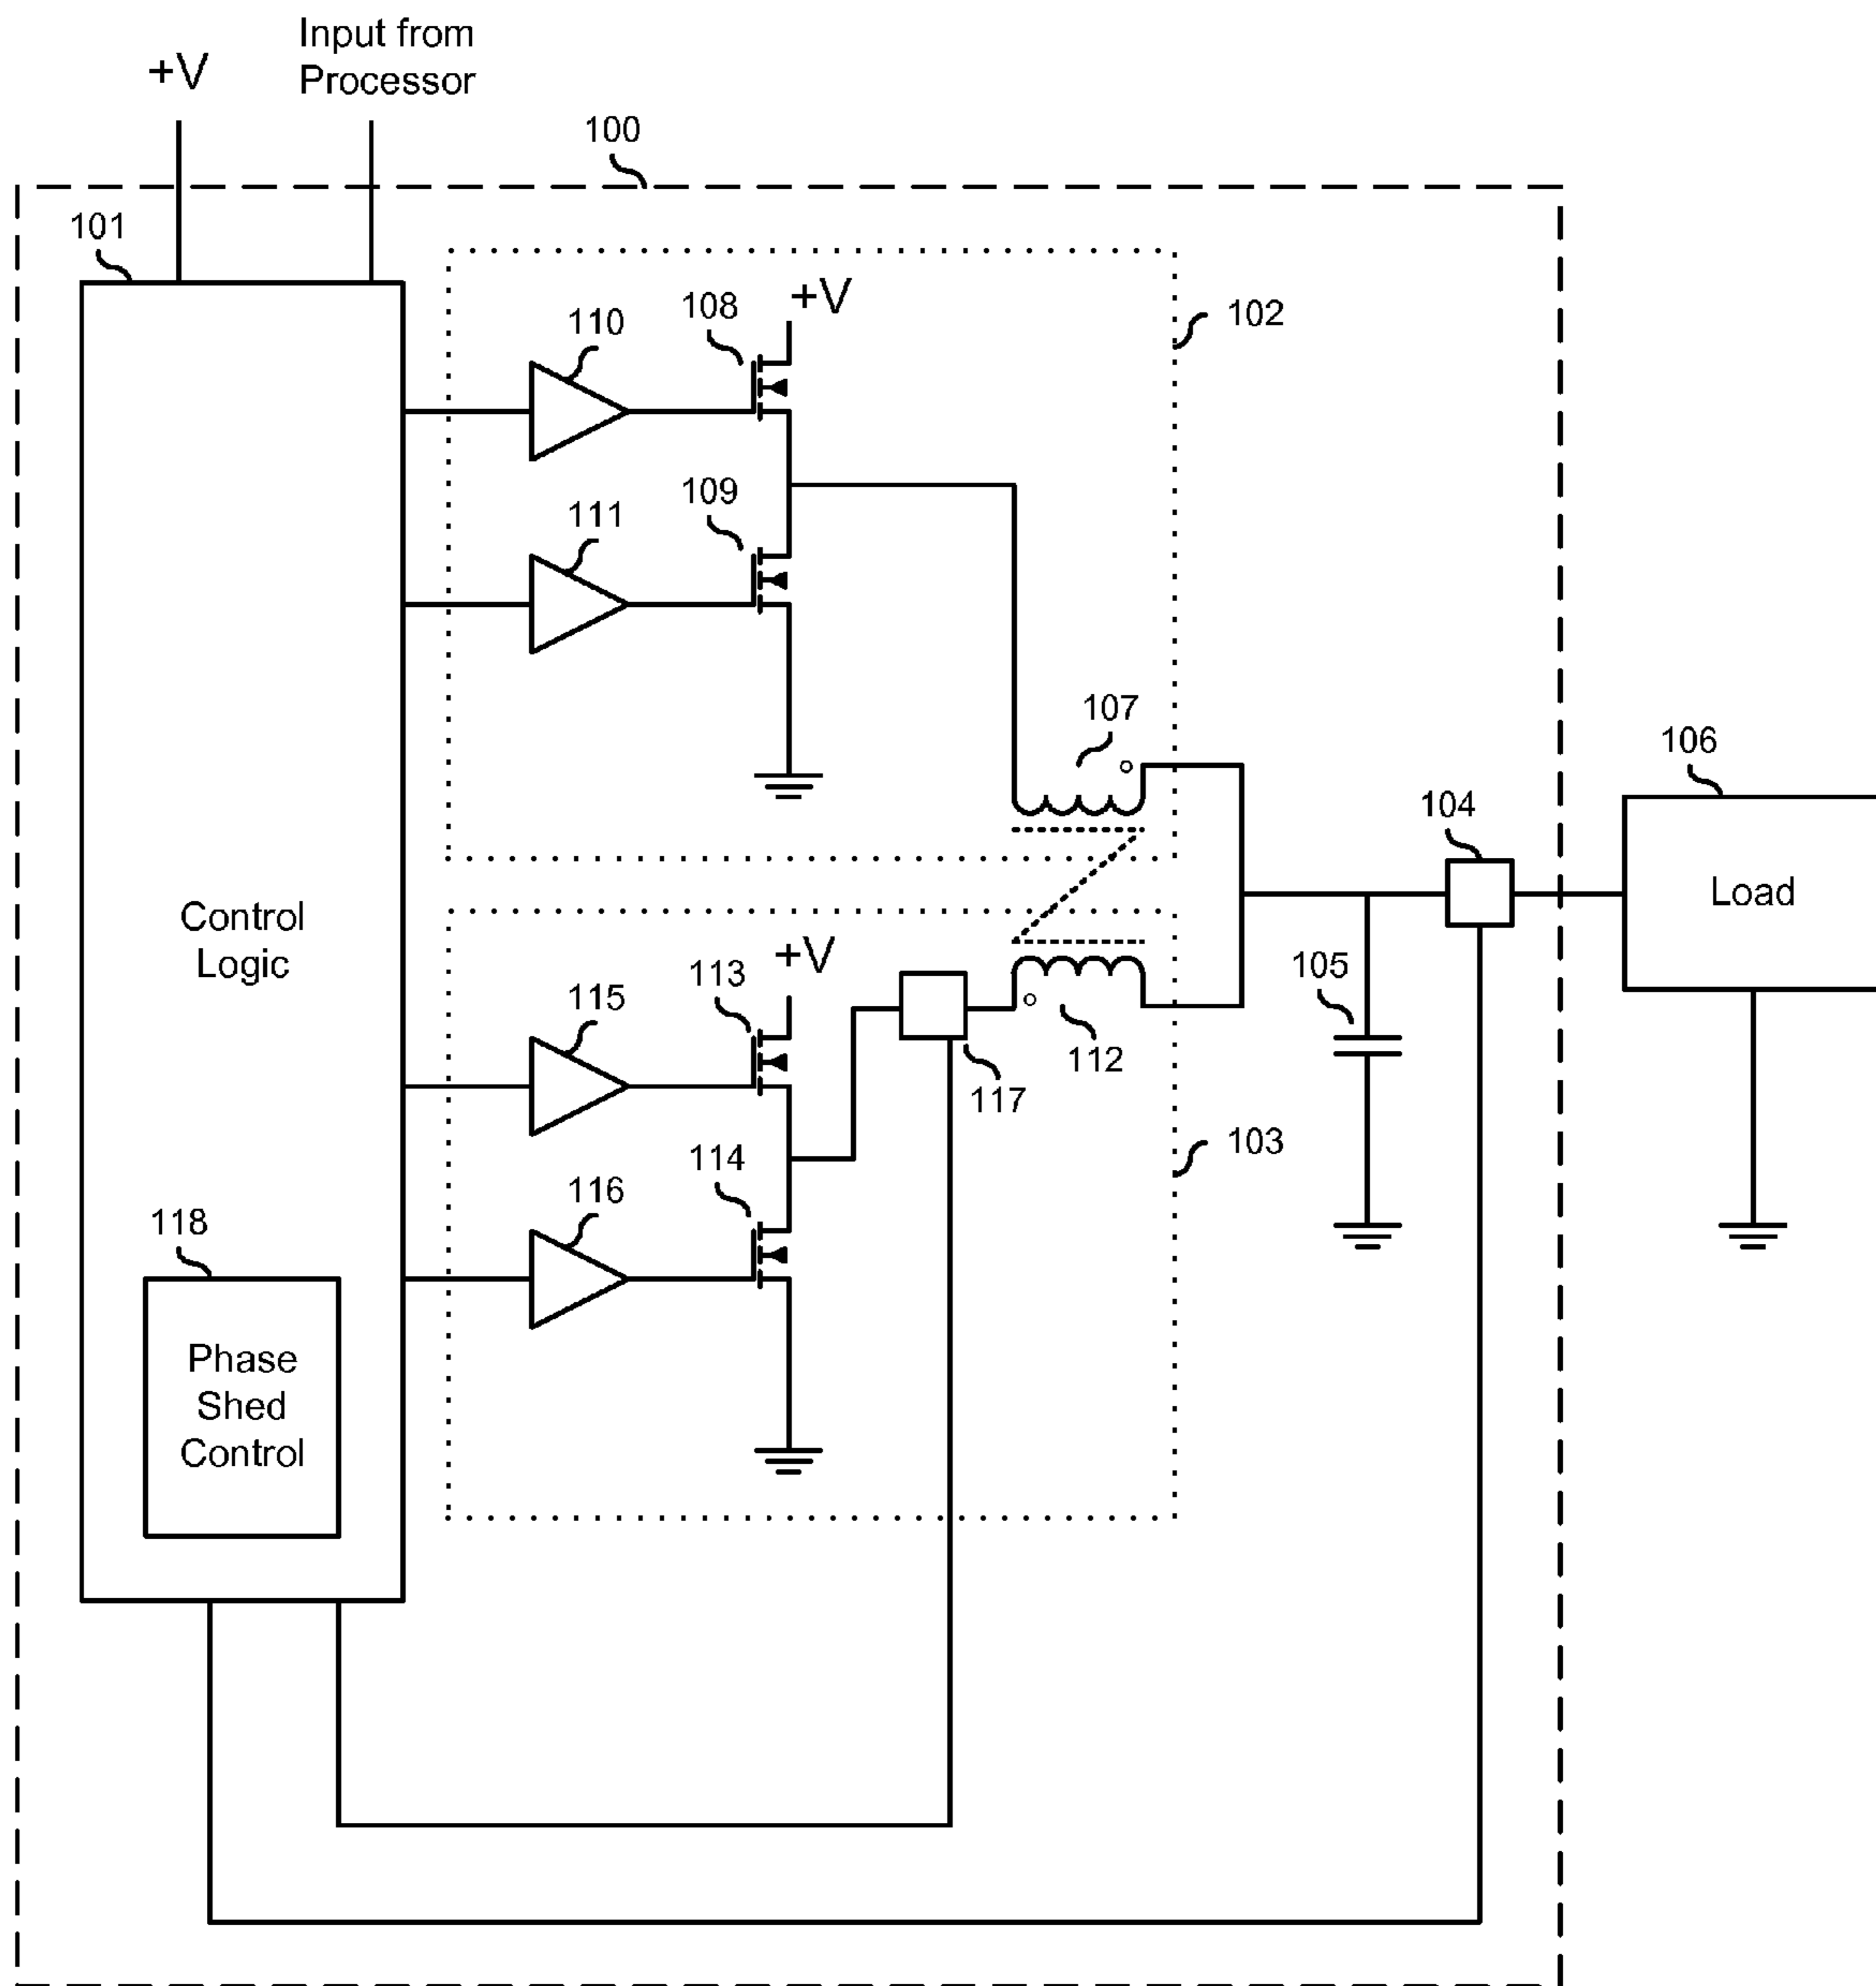 Input from
Processor
+V
100
101
102
+V
108
110
109
111
107
106
104
Load
Control
Logic
+V
113
105
115
112
117
103
114
116
118
Phase
Shed
Control